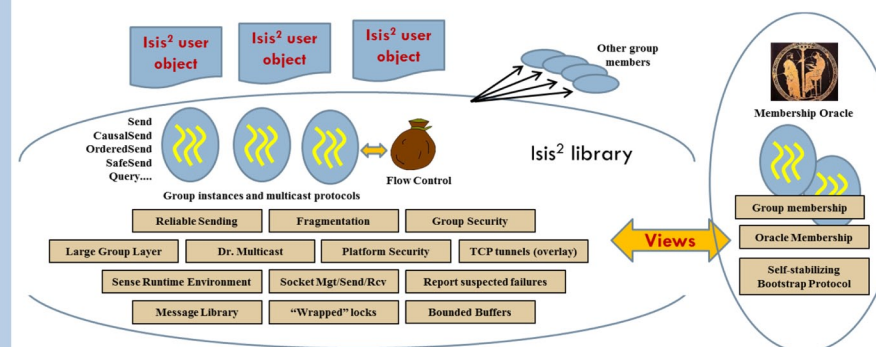 Isis² user
object
Isis² user
object
Isis² user
object
Other group
members
Membership Oracle
Send
CausalSend
OrderedSend
SafeSend
Query....
Isis² library
Flow Control
Group instances and multicast protocols
Reliable Sending
Fragmentation
Group Security
Large Group Layer
Dr. Multicast
Platform Security
TCP tunnels (overlay)
Sense Runtime Environment
Socket Mgt/Send/Rcv
Report suspected failures
Message Library
“Wrapped” locks
Bounded Buffers
Views
Group membership
Oracle Membership
Self-stabilizing
Bootstrap Protocol